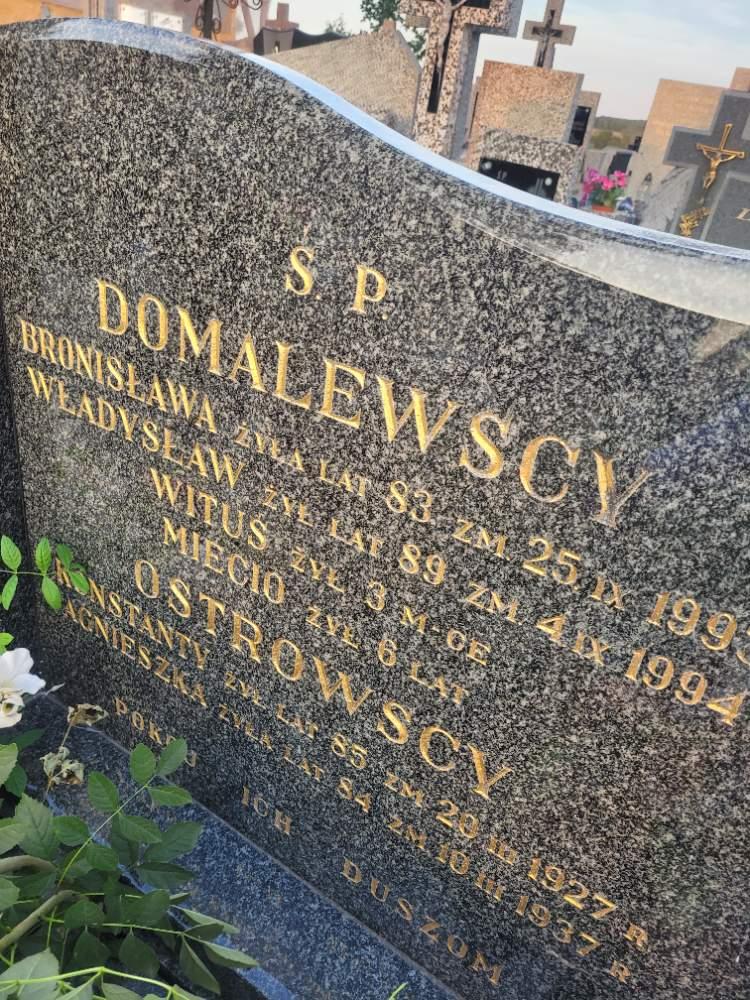 Ś. P.
DOMALEWSCY
BRONISŁAWA ŻYŁA LAT 83 ZM. 25 IX
WŁADYSŁAW ŻYŁ LAT 89 ZM. 4 IX 1994
WITUS ŻYŁ 3 M-CE
MIECIO ŻYŁ 6 LAT
OSTROWSCY
KONSTANTY ŻYŁ LAT 85 ZM 20 III 1927 R
AGNIESZKA ŻYŁA LAT 84 ZM 10 III 1937 R
POKÓJ ICH DUSZOM